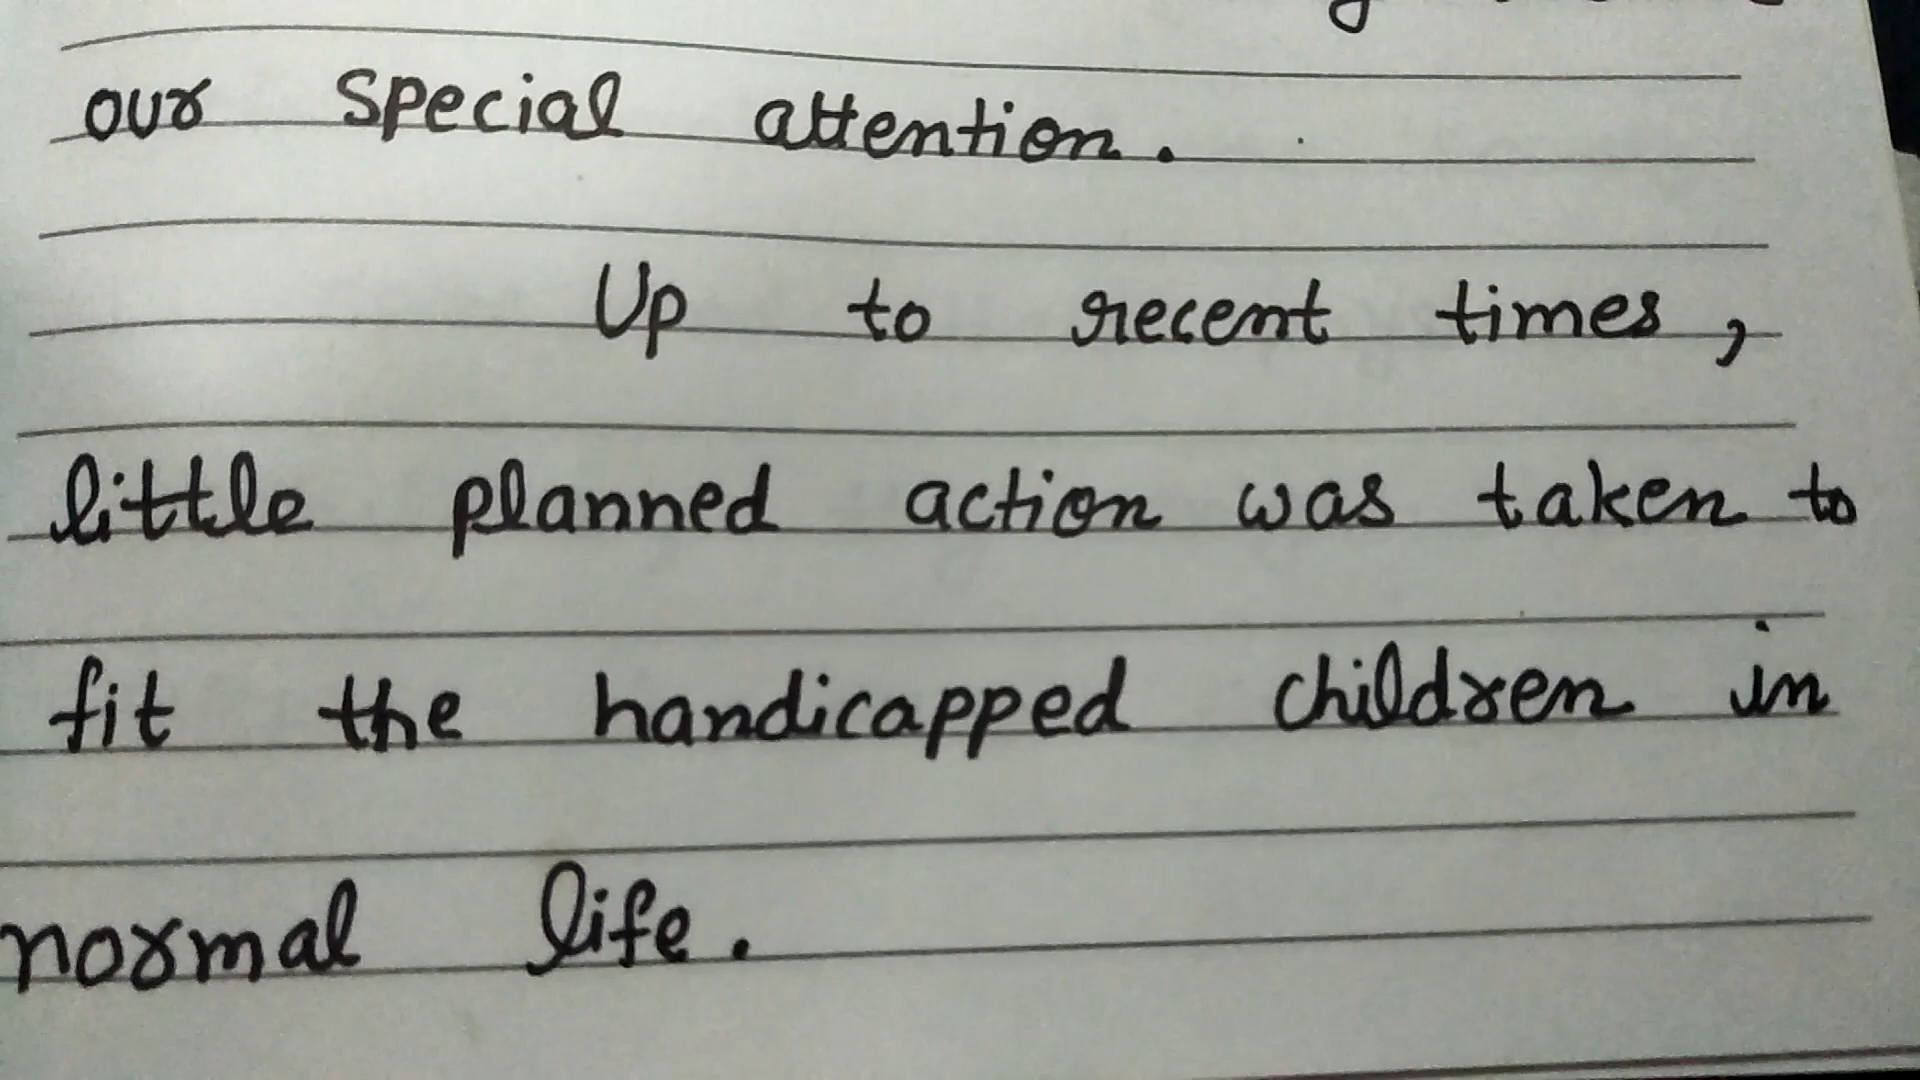 our special attention.
Up to recent times,
little planned action was taken to
fit the handicapped children in
normal life.